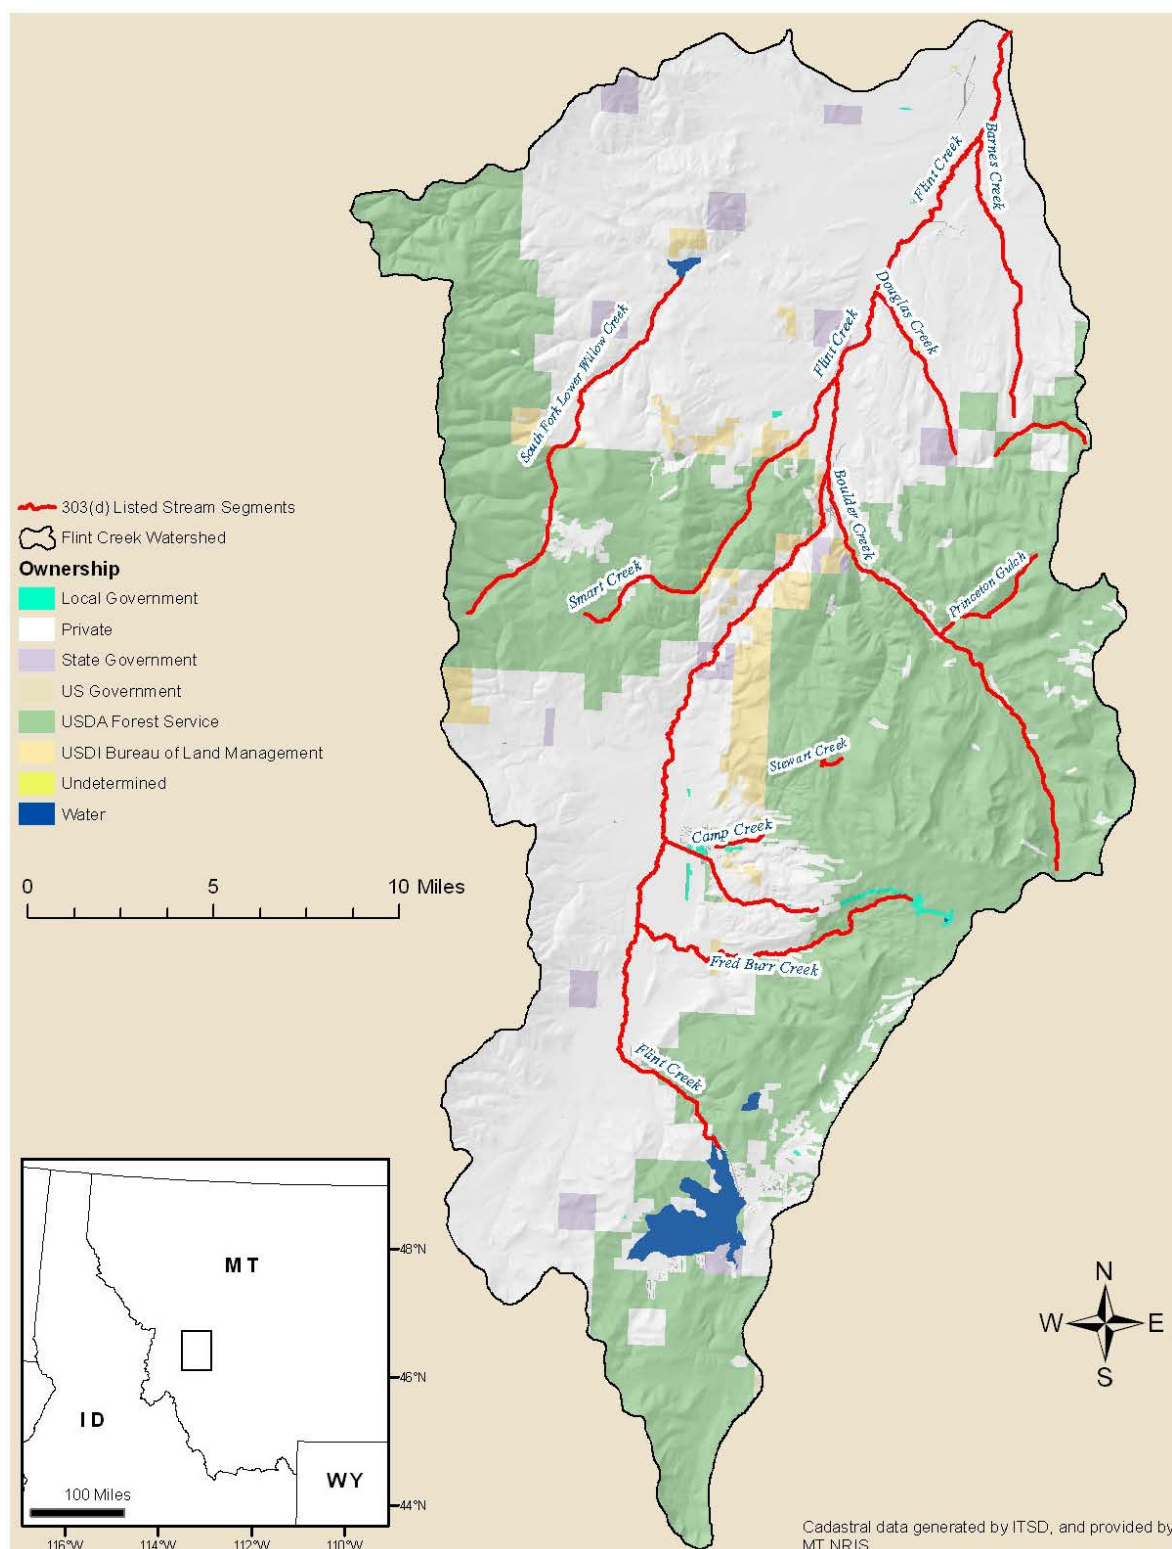 Flint Creek
Barnes Creek
Douglas Creek
Flint Creek
South Fork Lower Willow Creek
Boulder Creek
Princeton Gulch
Smart Creek
Stewart Creek
Camp Creek
Fred Burr Creek
Flint Creek
303(d) Listed Stream Segments
Flint Creek Watershed
Ownership
Local Government
Private
State Government
US Government
USDA Forest Service
USDI Bureau of Land Management
Undetermined
Water
0 5 10 Miles
MT
ID
WY
100 Miles
48°N
46°N
44°N
116°W 114°W 112°W 110°W
N
W E
S
Cadastral data generated by ITSD, and provided by
MT NRIS